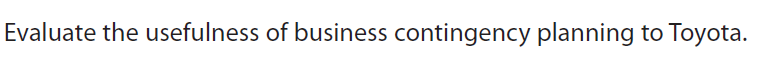 Evaluate the usefulness of business contingency planning to Toyota.